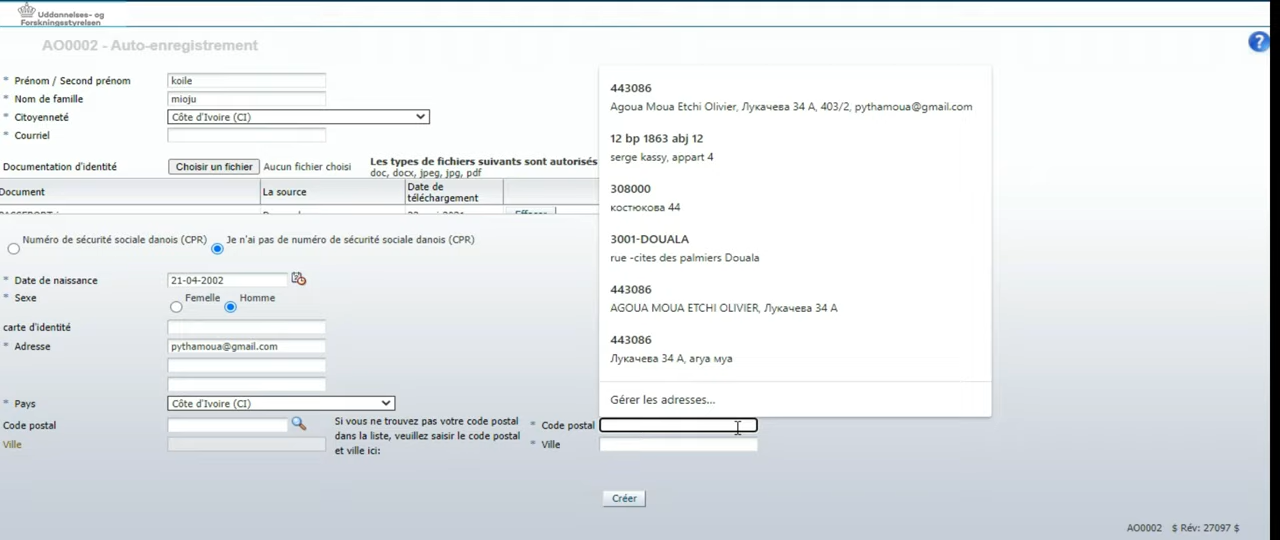 Uddannelses- og
Forskningsstyrelsen
AO0002 - Auto-enregistrement
?
* Prénom / Second prénom koile
* Nom de famille mioju
* Citoyenneté Côte d'Ivoire (CI)
* Courriel
Documentation d'identité Choisir un fichier Aucun fichier choisi Les types de fichiers suivants sont autorisés
doc, docx, jpeg, jpg, pdf
Document La source Date de
téléchargement
Numéro de sécurité sociale danois (CPR) Je n'ai pas de numéro de sécurité sociale danois (CPR)
* Date de naissance 21-04-2002
* Sexe Femelle Homme
carte d'identité
* Adresse pythamoua@gmail.com
* Pays Côte d'Ivoire (CI)
Code postal
Ville
Si vous ne trouvez pas votre code postal
dans la liste, veuillez saisir le code postal
et ville ici:
* Code postal
* Ville
443086
Agoua Moua Etchi Olivier, Лукачева 34 А, 403/2, pythamoua@gmail.com
12 bp 1863 abj 12
serge kassy, appart 4
308000
костюкова 44
3001-DOUALA
rue -cites des palmiers Douala
443086
AGOUA MOUA ETCHI OLIVIER, Лукачева 34 А
443086
Лукачева 34 А, агуа муа
Gérer les adresses...
Créer
AO0002 $ Rév: 27097 $